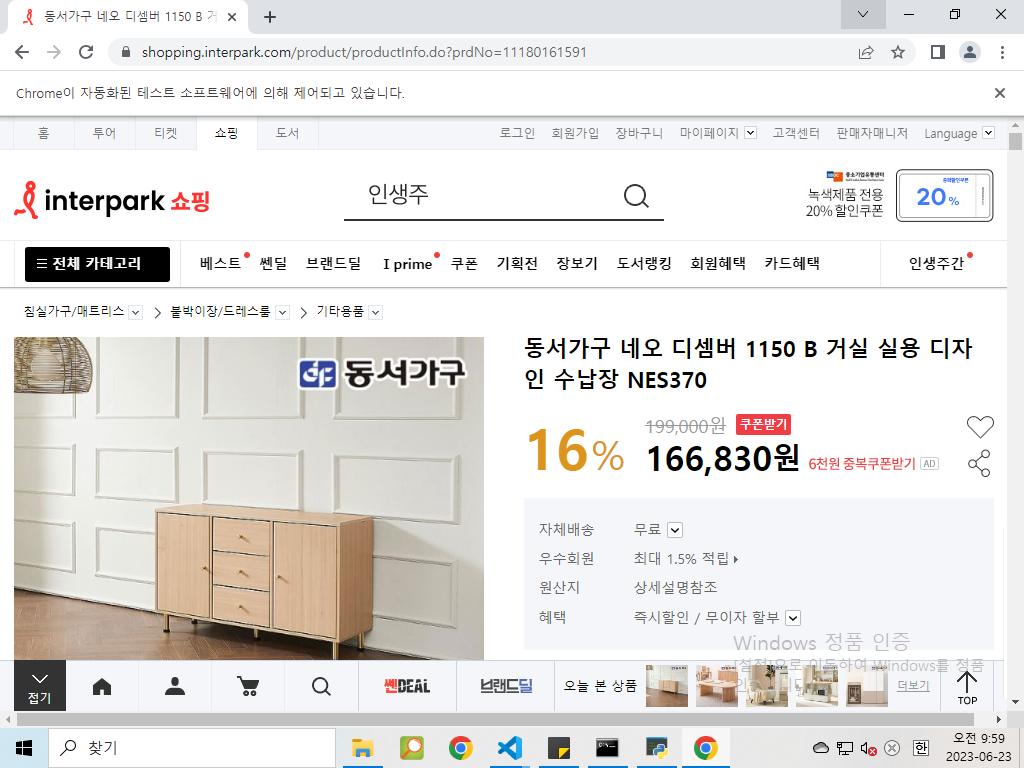 동서가구 네오 디셈버 1150 B 거
shopping.interpark.com/product/productInfo.do?prdNo=11180161591
Chrome이 자동화된 테스트 소프트웨어에 의해 제어되고 있습니다.
홈 투어 티켓 쇼핑 도서 로그인 회원가입 장바구니 마이페이지 고객센터 판매자매니저 Language
interpark 쇼핑
인생주
중소기업유통센터
녹색제품 전용
20% 할인쿠폰
중복할인쿠폰
20%
전체 카테고리 베스트 쎈딜 브랜드딜 I prime 쿠폰 기획전 장보기 도서랭킹 회원혜택 카드혜택 인생주간
침실가구/매트리스 붙박이장/드레스룸 기타용품
동서가구
동서가구 네오 디셈버 1150 B 거실 실용 디자
인 수납장 NES370
16% 199,000원 쿠폰받기
166,830원 6천원 중복쿠폰받기 AD
자체배송 무료
우수회원 최대 1.5% 적립
원산지 상세설명참조
혜택 즉시할인 / 무이자 할부
Windows 정품 인증
[설정]으로 이동하여 Windows를 정품
접기 쎈DEAL 브랜드딜 오늘 본 상품 더보기 TOP
찾기
한
오전 9:59
2023-06-23